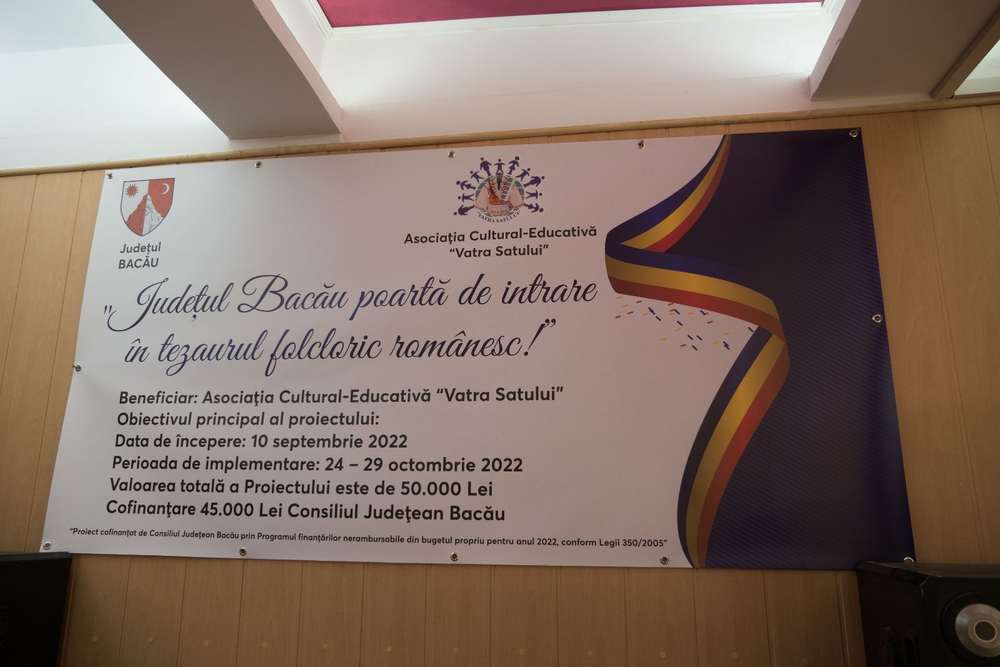 Județul
BACĂU
"VATRA SATULUI"
Asociația Cultural-Educativă
"Vatra Satului"
"Județul Bacău poartă de intrare
în tezaurul folcloric românesc!"
Beneficiar: Asociația Cultural-Educativă "Vatra Satului"
Obiectivul principal al proiectului:
Data de începere: 10 septembrie 2022
Perioada de implementare: 24 – 29 octombrie 2022
Valoarea totală a Proiectului este de 50.000 Lei
Cofinanțare 45.000 Lei Consiliul Județean Bacău
"Proiect cofinanțat de Consiliul Județean Bacău prin Programul finanțărilor nerambursabile din bugetul propriu pentru anul 2022, conform Legii 350/2005"